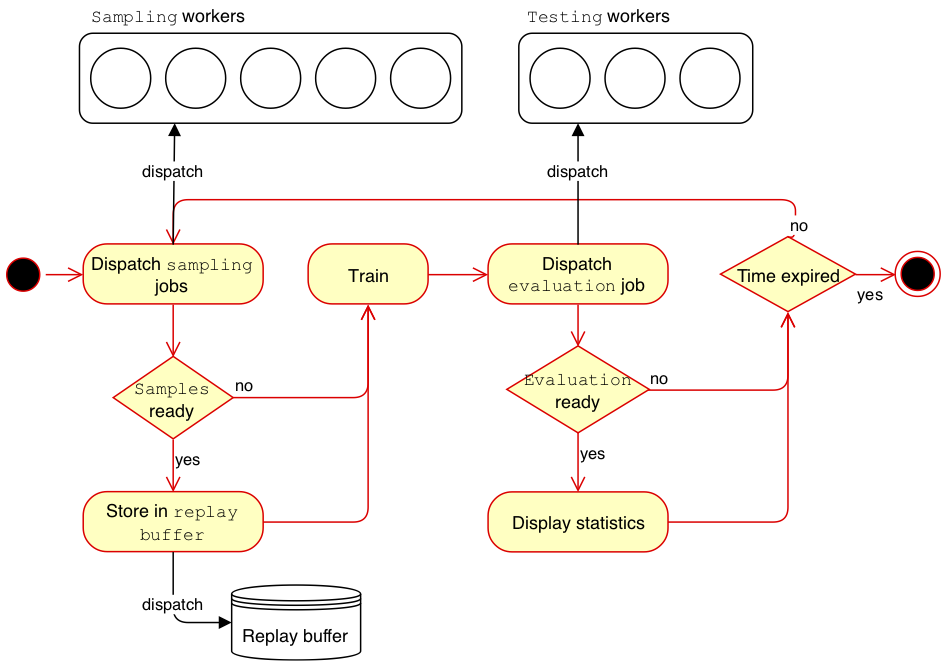 Sampling workers
Testing workers
dispatch
dispatch
no
Dispatch sampling
jobs
Train
Dispatch
evaluation job
Time expired
yes
Samples
ready
no
Evaluation
ready
no
yes
yes
Store in replay
buffer
Display statistics
dispatch
Replay buffer